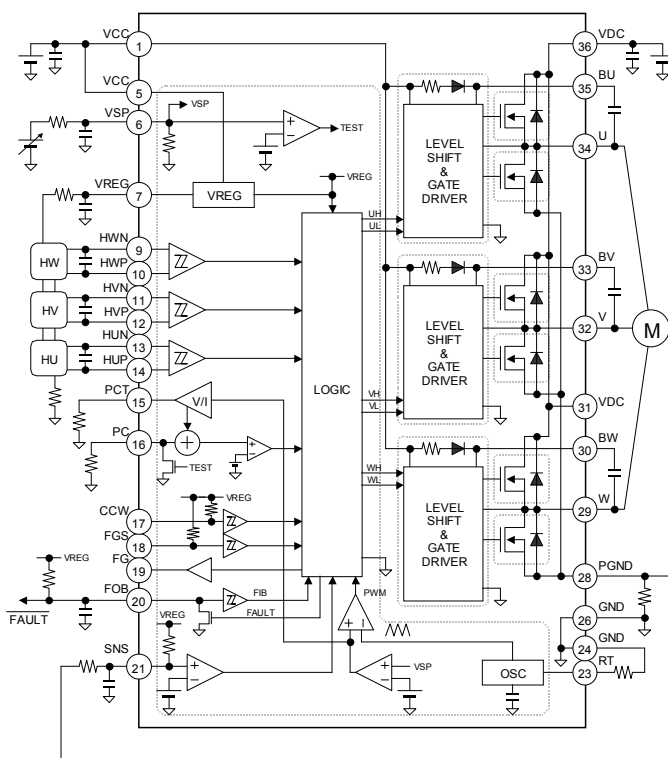 VCC
1
VCC
5
VSP
6
VSP
TEST
VREG
7
VREG
VREG
HWN
9
HW
HWP
10
HVN
11
HV
HVP
12
HUN
13
HU
HUP
14
PCT
15
V/I
PC
16
+
TEST
+
−
CCW
17
VREG
FGS
18
FG
19
VREG
FOB
20
FIB
FAULT
FAULT
SNS
21
VREG
+
−
+
−
LOGIC
UH
UL
VH
VL
WH
WL
PWM
+
−
+
−
VSP
OSC
LEVEL
SHIFT
&
GATE
DRIVER
LEVEL
SHIFT
&
GATE
DRIVER
LEVEL
SHIFT
&
GATE
DRIVER
36
VDC
35
BU
34
U
33
BV
32
V
M
31
VDC
30
BW
29
W
28
PGND
26
GND
24
GND
23
RT